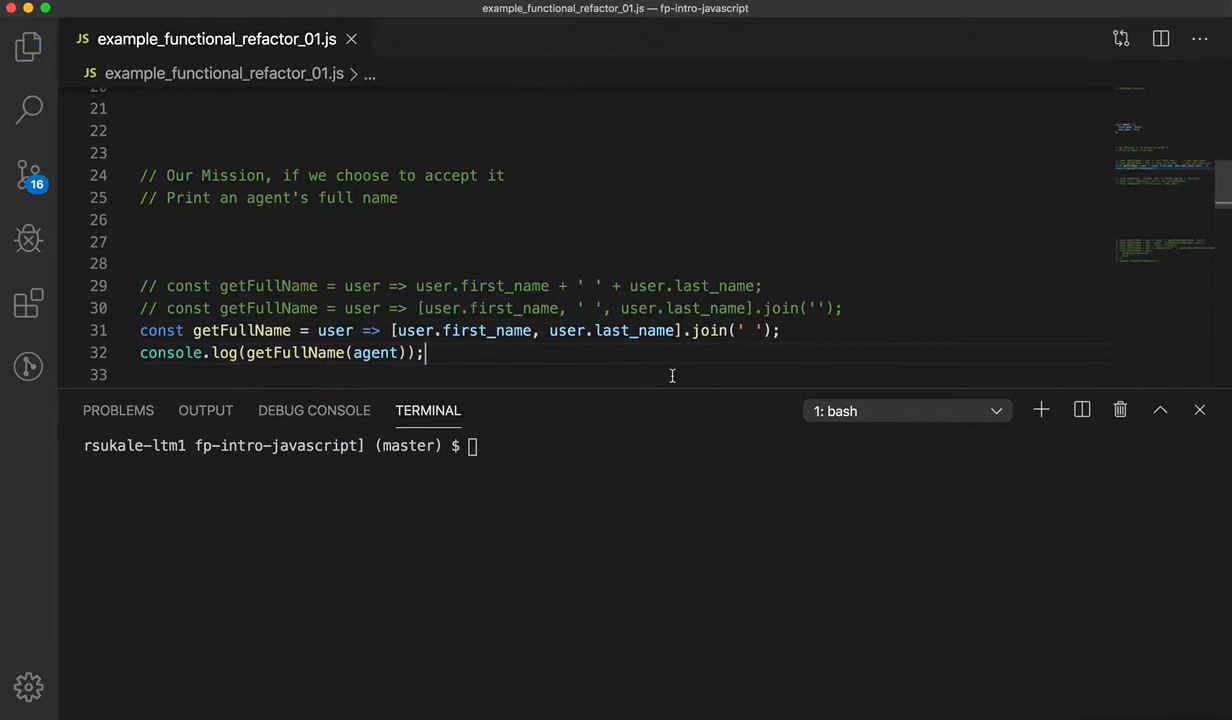 example_functional_refactor_01.js — fp-intro-javascript
JS example_functional_refactor_01.js
JS example_functional_refactor_01.js > ...
20
21
22
23
24 // Our Mission, if we choose to accept it
25 // Print an agent's full name
26
27
28
29 // const getFullName = user => user.first_name + ' ' + user.last_name;
30 // const getFullName = user => [user.first_name, ' ', user.last_name].join('');
31 const getFullName = user => [user.first_name, user.last_name].join(' ');
32 console.log(getFullName(agent));
33
16
PROBLEMS OUTPUT DEBUG CONSOLE TERMINAL 1: bash
rsukale-ltm1 fp-intro-javascript] (master) $